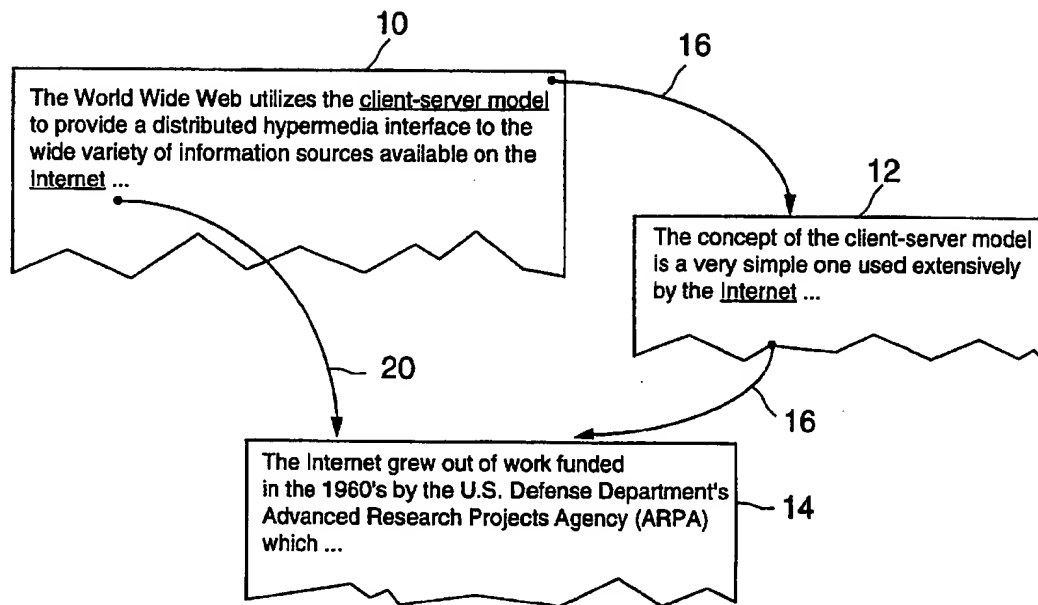 10
16
The World Wide Web utilizes the client-server model
to provide a distributed hypermedia interface to the
wide variety of information sources available on the
Internet ...
12
The concept of the client-server model
is a very simple one used extensively
by the Internet ...
20
16
The Internet grew out of work funded
in the 1960's by the U.S. Defense Department's
Advanced Research Projects Agency (ARPA)
which ...
14